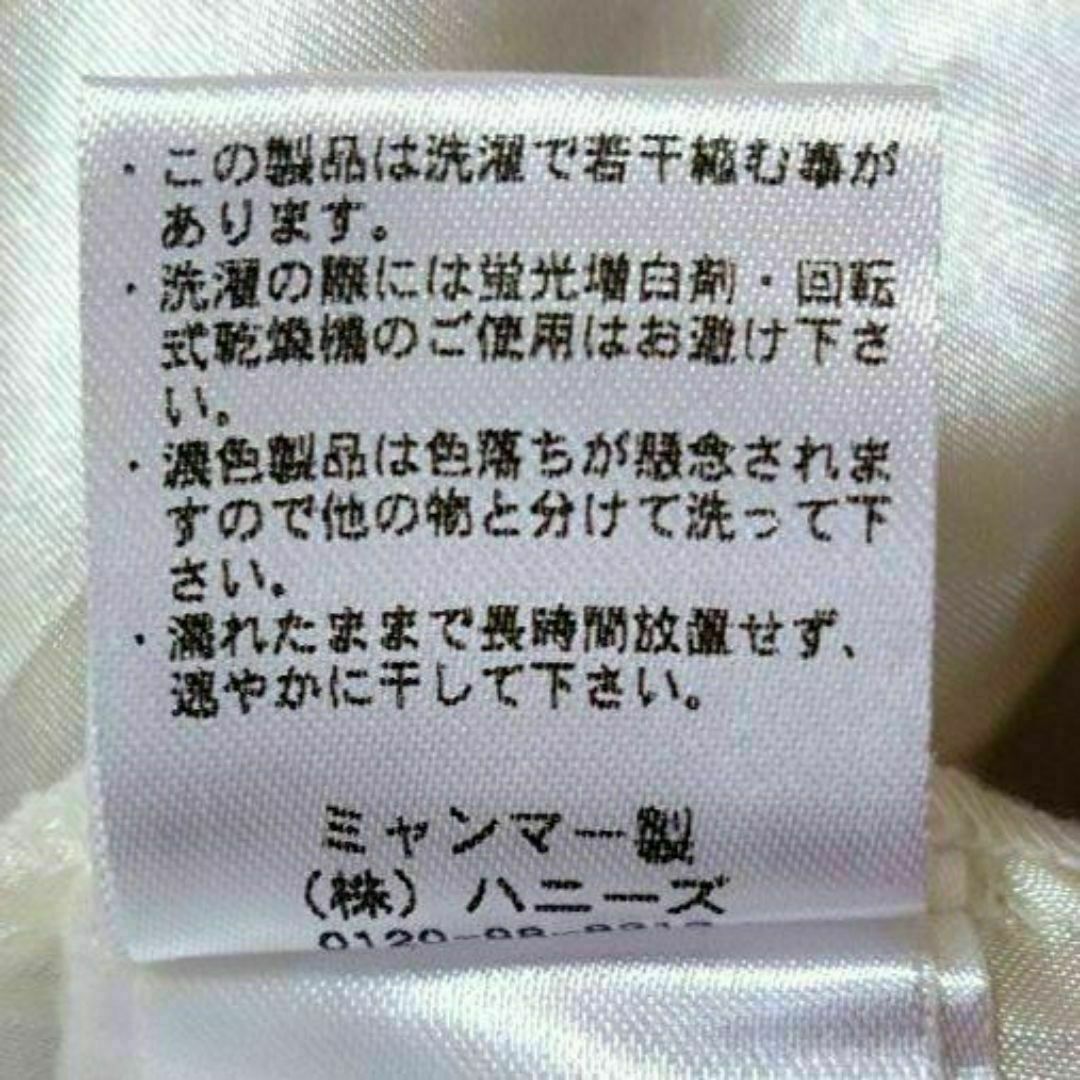 ・この製品は洗濯で若干縮む事が
あります。
・洗濯の際には蛍光増白剤・回転
式乾燥機のご使用はお避け下さ
い。
・濃色製品は色落ちが懸念されま
すので他の物と分けて洗って下
さい。
・濡れたままで長時間放置せず、
速やかに干して下さい。
ミャンマー製
（株）ハニーズ